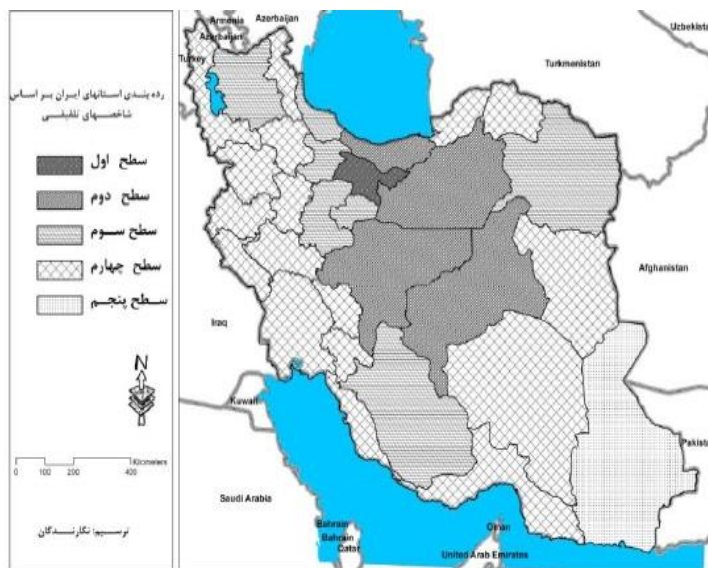 رده بندی استانهای ایران بر اساس
شاخصهای تلفیقی
سطح اول
سطح دوم
سطح سوم
سطح چهارم
سطح پنجم
N
Kilometers
0 100 200 400
ترسیم: نگارندگان
Armenia
Azerbaijan
Azerbaijan
Turkey
Uzbekista
Turkmenistan
Afghanistan
Iraq
Kuwait
Pakista
Saudi Arabia
Bahrain
Bahrain
Qatar
Oman
United Arab Emirates